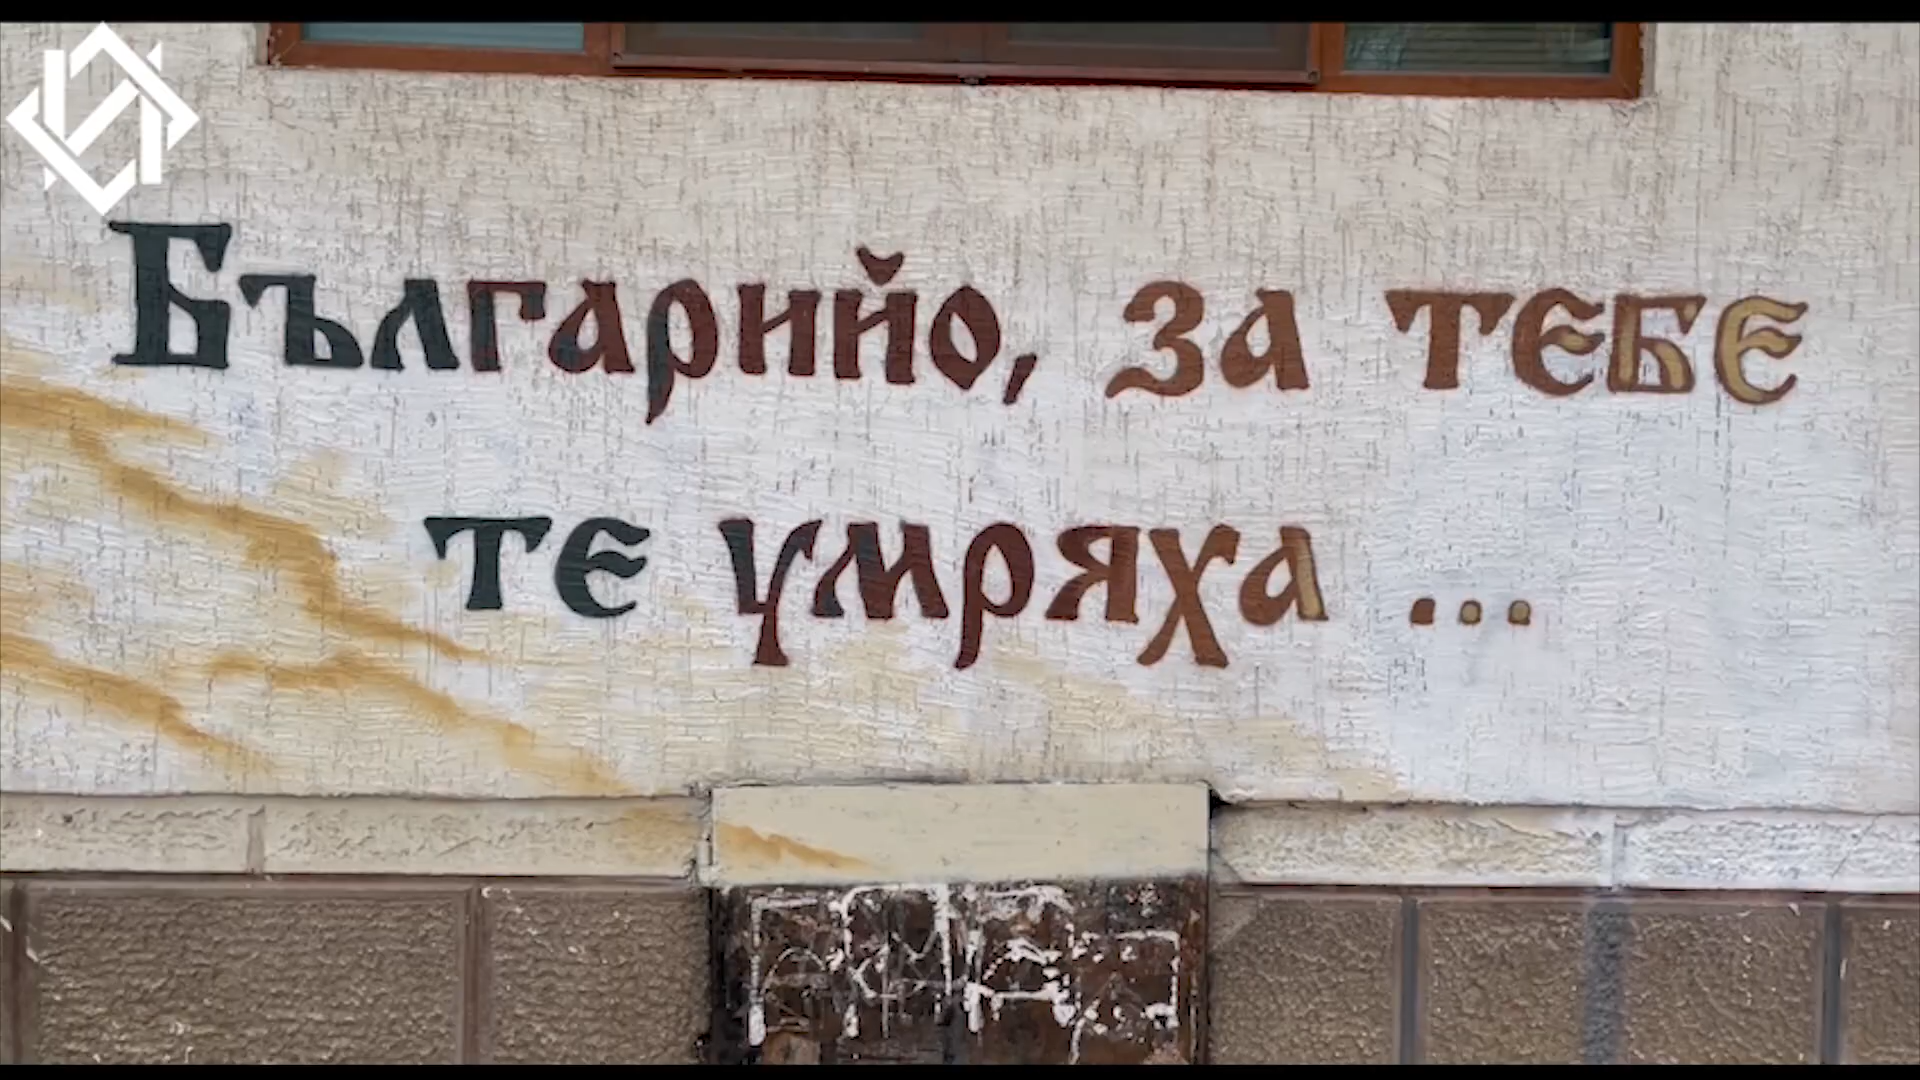 Българийо, за тебе
те умряха ...